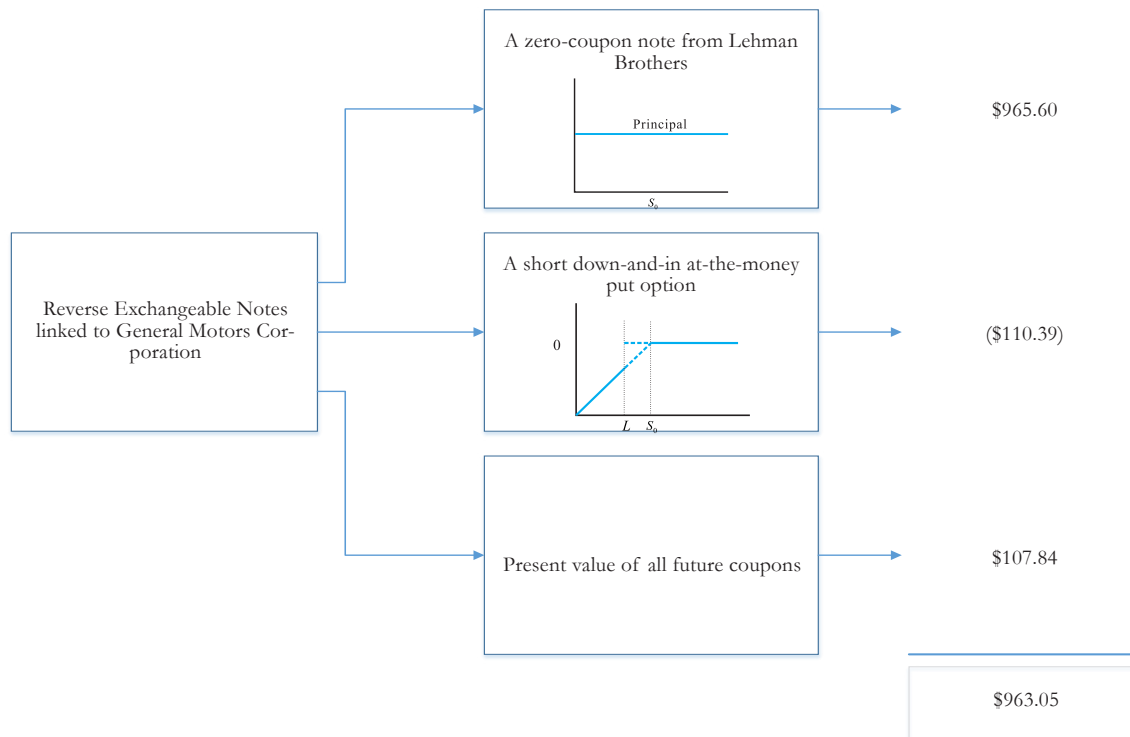 Reverse Exchangeable Notes
linked to General Motors Cor-
poration
A zero-coupon note from Lehman
Brothers
Principal
S₀
$965.60
A short down-and-in at-the-money
put option
0
L S₀
($110.39)
Present value of all future coupons
$107.84
$963.05